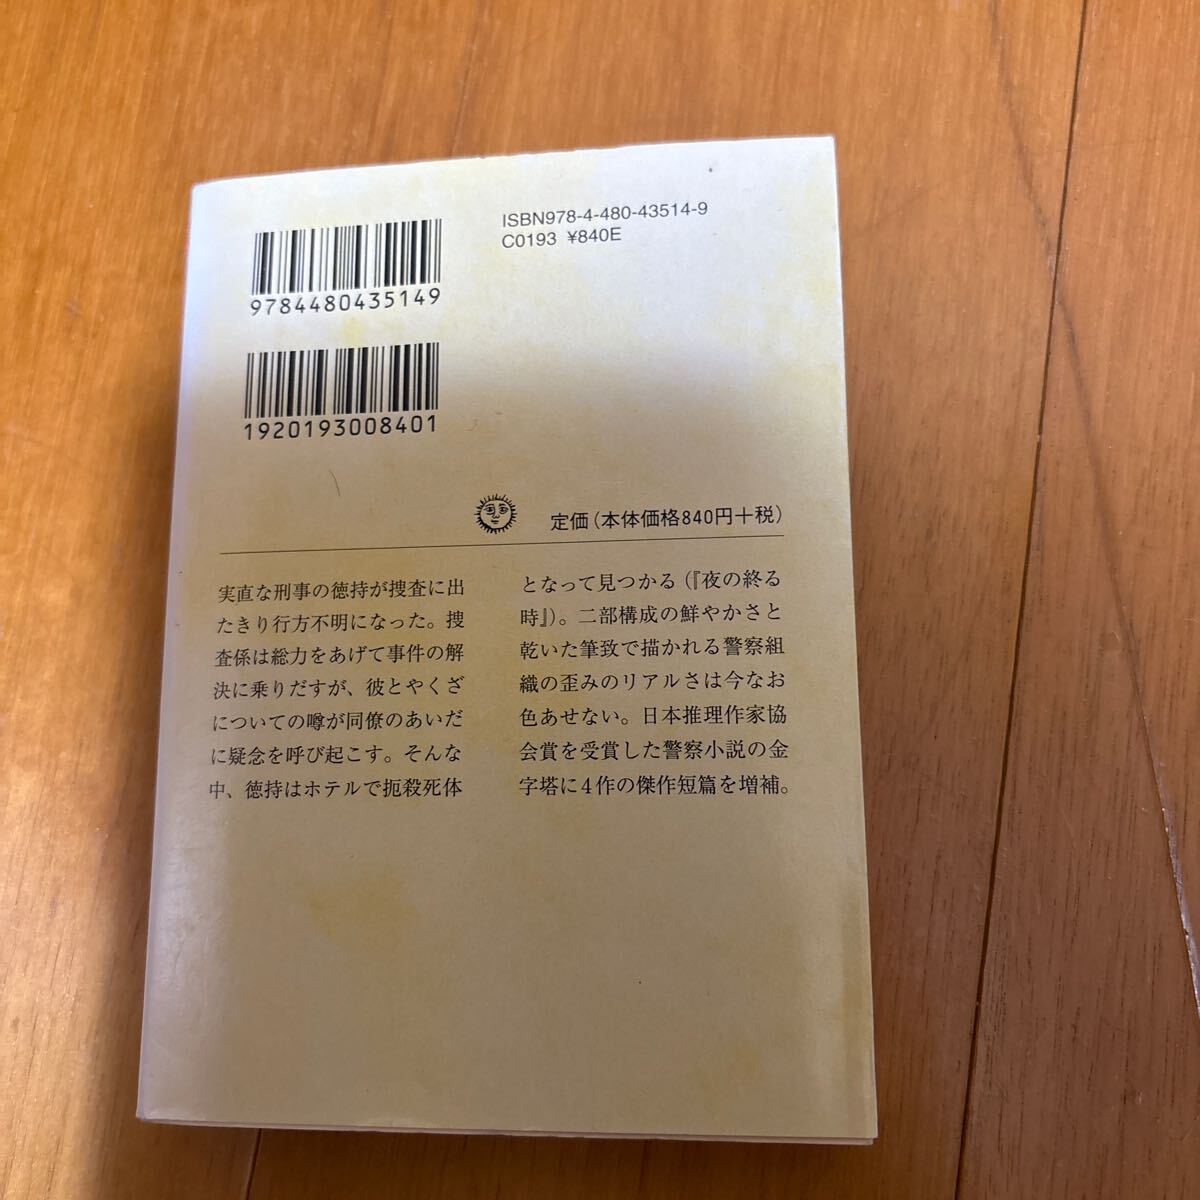 ISBN978-4-480-43514-9
C0193 ¥840E
9784480435149
1920193008401
定価(本体価格840円+税)
実直な刑事の徳持が捜査に出
たきり行方不明になった。捜
査係は総力をあげて事件の解
決に乗りだすが、彼とやくざ
についての噂が同僚のあいだ
に疑念を呼び起こす。そんな
中、徳持はホテルで扼殺死体
となって見つかる(『夜の終る
時』)。二部構成の鮮やかさと
乾いた筆致で描かれる警察組
織の歪みのリアルさは今なお
色あせない。日本推理作家協
会賞を受賞した警察小説の金
字塔に4作の傑作短篇を増補。